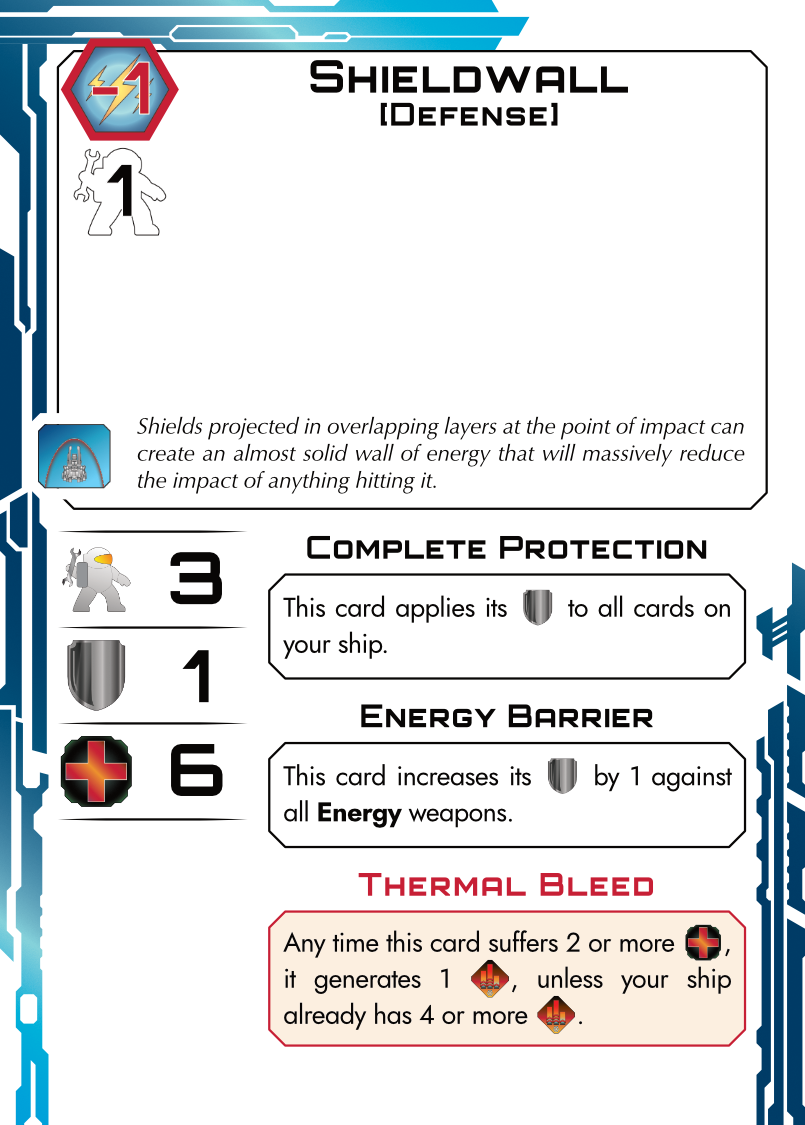 -1
Shieldwall
[Defense]
1
Shields projected in overlapping layers at the point of impact can
create an almost solid wall of energy that will massively reduce
the impact of anything hitting it.
3
1
6
Complete Protection
This card applies its to all cards on
your ship.
Energy Barrier
This card increases its by 1 against
all Energy weapons.
Thermal Bleed
Any time this card suffers 2 or more ,
it generates 1 , unless your ship
already has 4 or more .